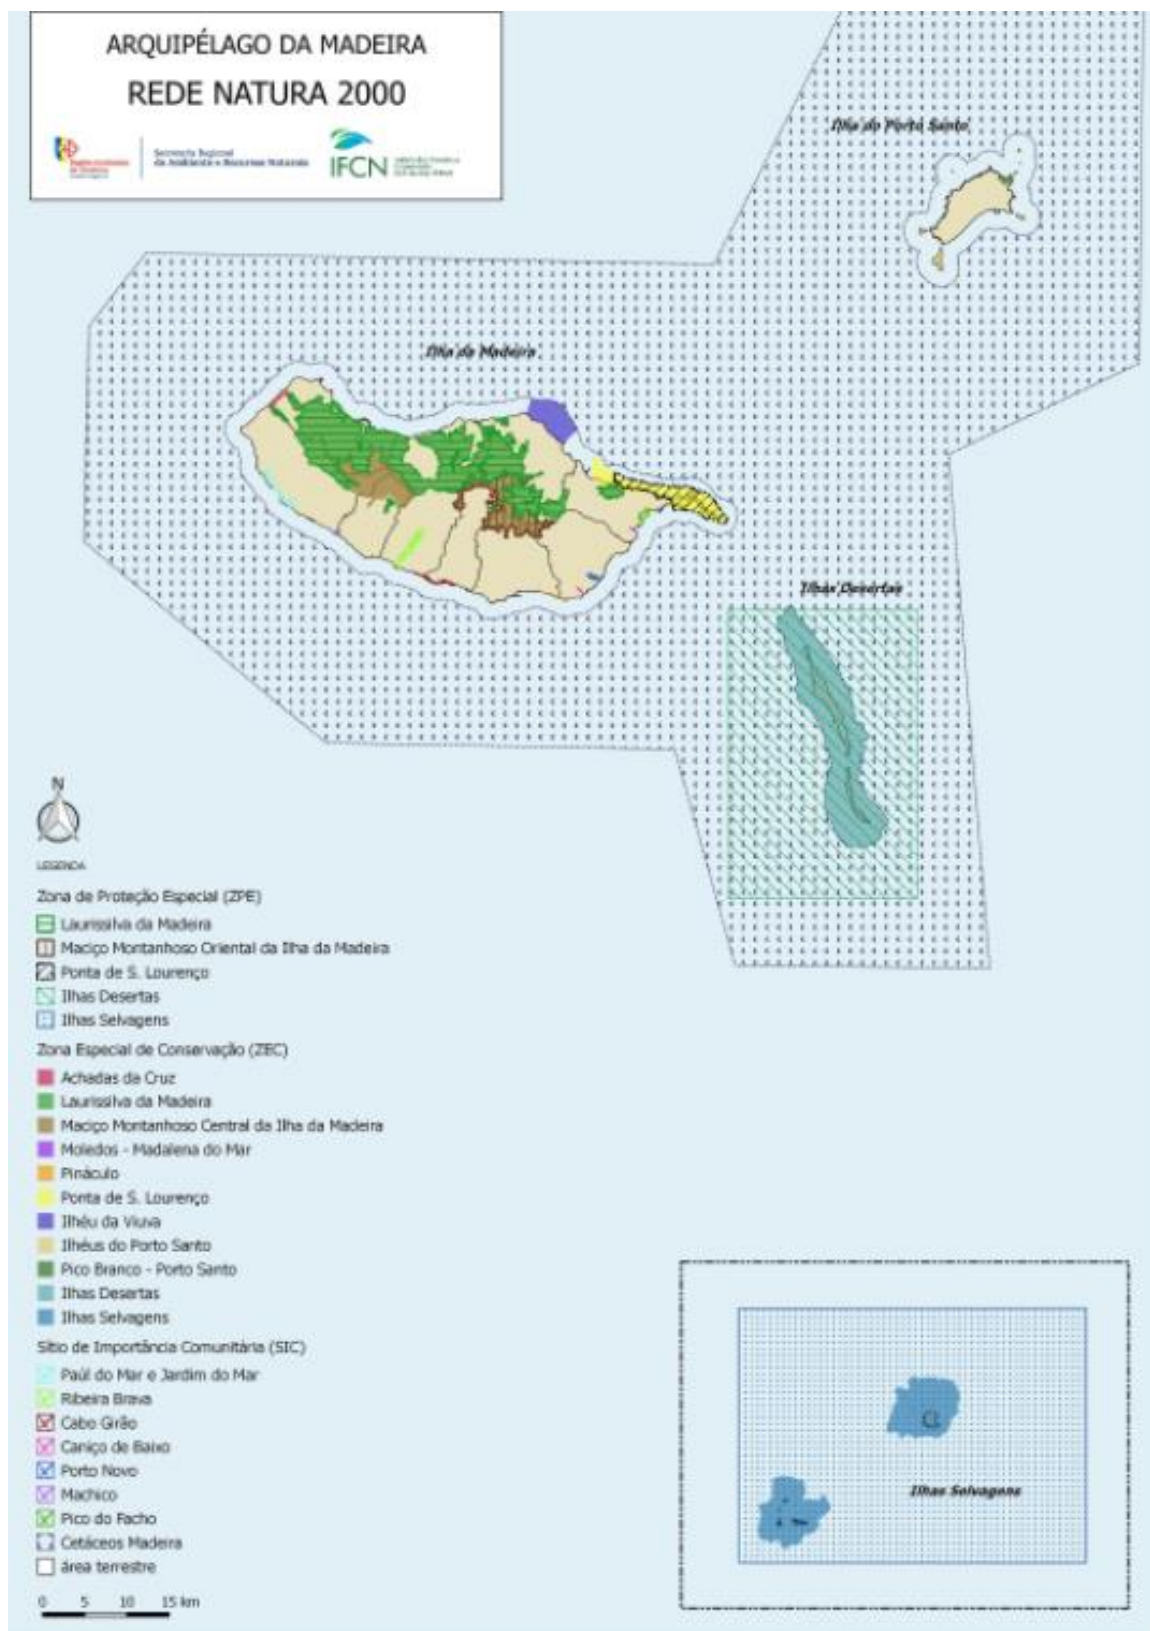 ARQUIPÉLAGO DA MADEIRA
REDE NATURA 2000
Secretaria Regional
de Ambiente e Recursos Naturais
IFCN
Ilha do Porto Santo
Ilha da Madeira
Ilhas Desertas
N
LEGENDA
Zona de Proteção Especial (ZPE)
Laurissilva da Madeira
Maciço Montanhoso Oriental da Ilha da Madeira
Ponta de S. Lourenço
Ilhas Desertas
Ilhas Selvagens
Zona Especial de Conservação (ZEC)
Achadas da Cruz
Laurissilva da Madeira
Maciço Montanhoso Central da Ilha da Madeira
Moledos - Madalena do Mar
Pináculo
Ponta de S. Lourenço
Ilhéu da Viuva
Ilhéus do Porto Santo
Pico Branco - Porto Santo
Ilhas Desertas
Ilhas Selvagens
Sítio de Importância Comunitária (SIC)
Paúl do Mar e Jardim do Mar
Ribeira Brava
Cabo Girão
Caniço de Baixo
Porto Novo
Machico
Pico do Facho
Cetáceos Madeira
área terrestre
0 5 10 15 km
Ilhas Selvagens